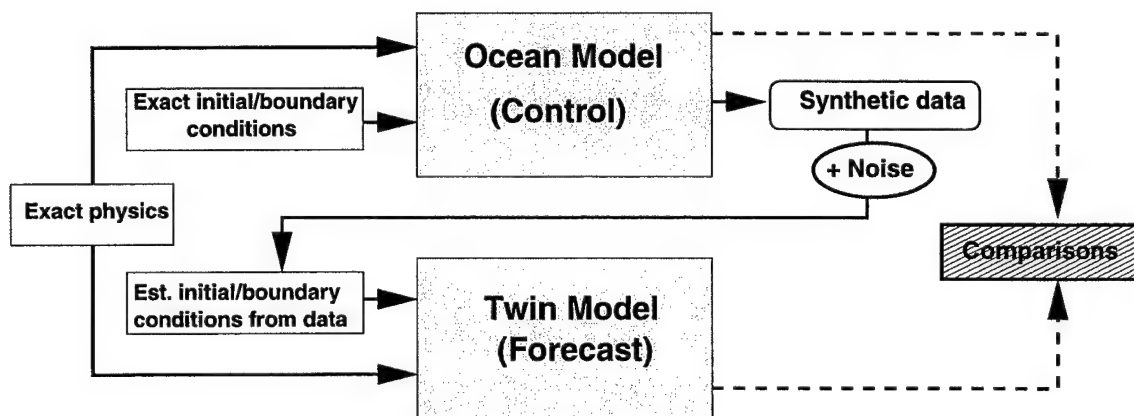 Ocean Model
(Control)
Exact initial/boundary
conditions
Synthetic data
+ Noise
Exact physics
Comparisons
Est. initial/boundary
conditions from data
Twin Model
(Forecast)